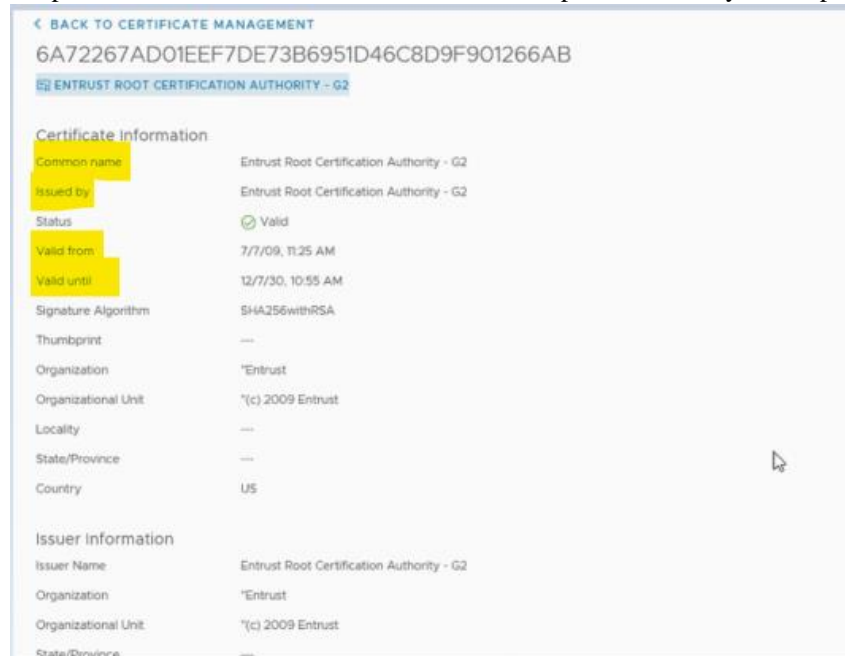 < BACK TO CERTIFICATE MANAGEMENT
6A72267AD01EEF7DE73B6951D46C8D9F901266AB
ENTRUST ROOT CERTIFICATION AUTHORITY - G2
Certificate Information
Common name Entrust Root Certification Authority - G2
Issued by Entrust Root Certification Authority - G2
Status Valid
Valid from 7/7/09, 11:25 AM
Valid until 12/7/30, 10:55 AM
Signature Algorithm SHA256withRSA
Thumbprint ---
Organization "Entrust
Organizational Unit "(c) 2009 Entrust
Locality ---
State/Province ---
Country US
Issuer Information
Issuer Name Entrust Root Certification Authority - G2
Organization "Entrust
Organizational Unit "(c) 2009 Entrust
State/Province ---